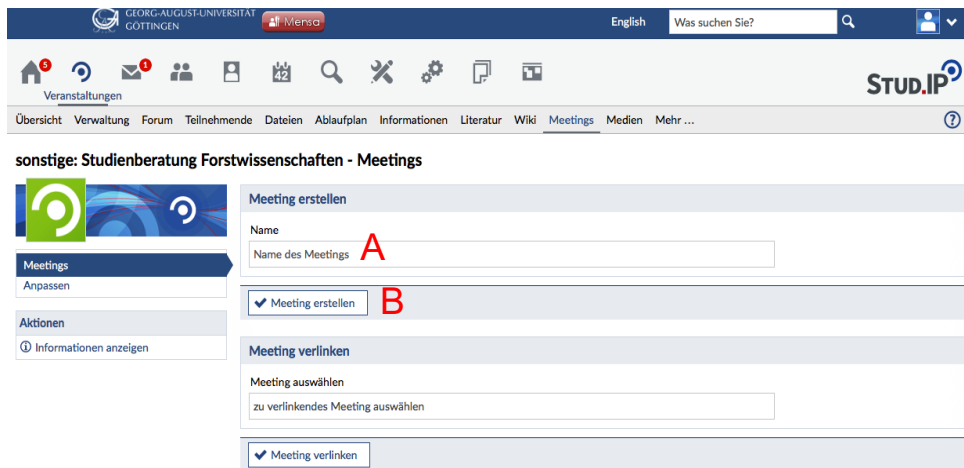 GEORG-AUGUST-UNIVERSITÄT
GÖTTINGEN
Mensa
English
Was suchen Sie?
5
1
42
Veranstaltungen
STUD.IP
Übersicht Verwaltung Forum Teilnehmende Dateien Ablaufplan Informationen Literatur Wiki Meetings Medien Mehr ...
?
sonstige: Studienberatung Forstwissenschaften - Meetings
Meetings
Anpassen
Aktionen
Informationen anzeigen
Meeting erstellen
Name
Name des Meetings A
Meeting erstellen B
Meeting verlinken
Meeting auswählen
zu verlinkendes Meeting auswählen
Meeting verlinken